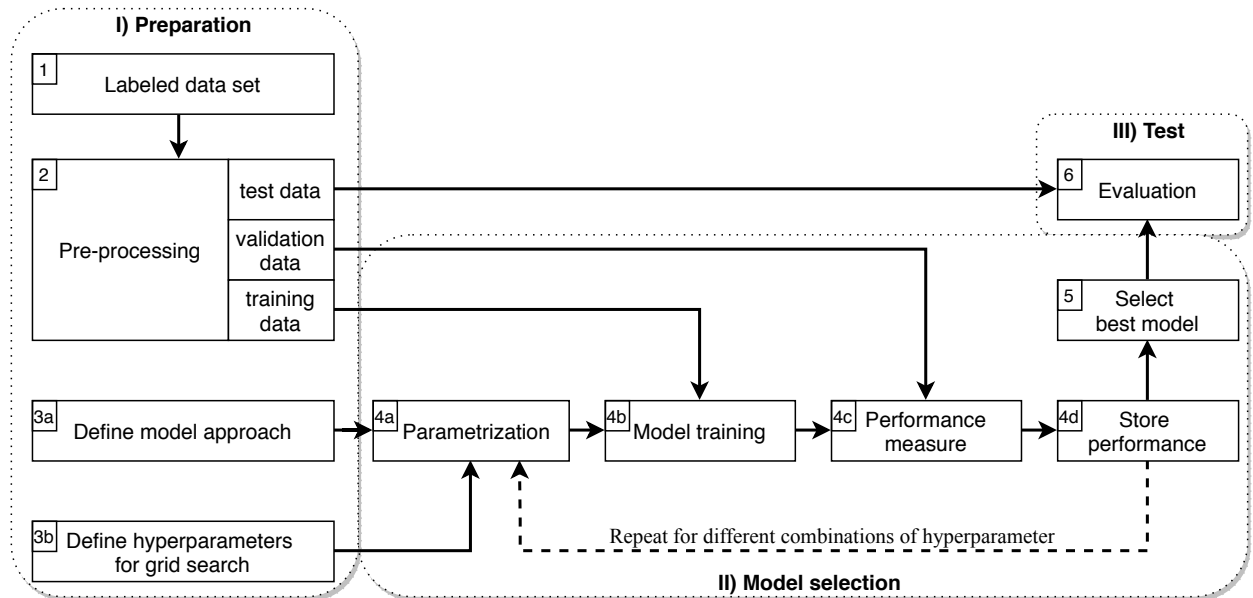 I) Preparation
1
Labeled data set
2
Pre-processing
test data
validation
data
training
data
3a
Define model approach
3b
Define hyperparameters
for grid search
4a
Parametrization
4b
Model training
4c
Performance
measure
4d
Store
performance
Repeat for different combinations of hyperparameter
II) Model selection
5
Select
best model
III) Test
6
Evaluation